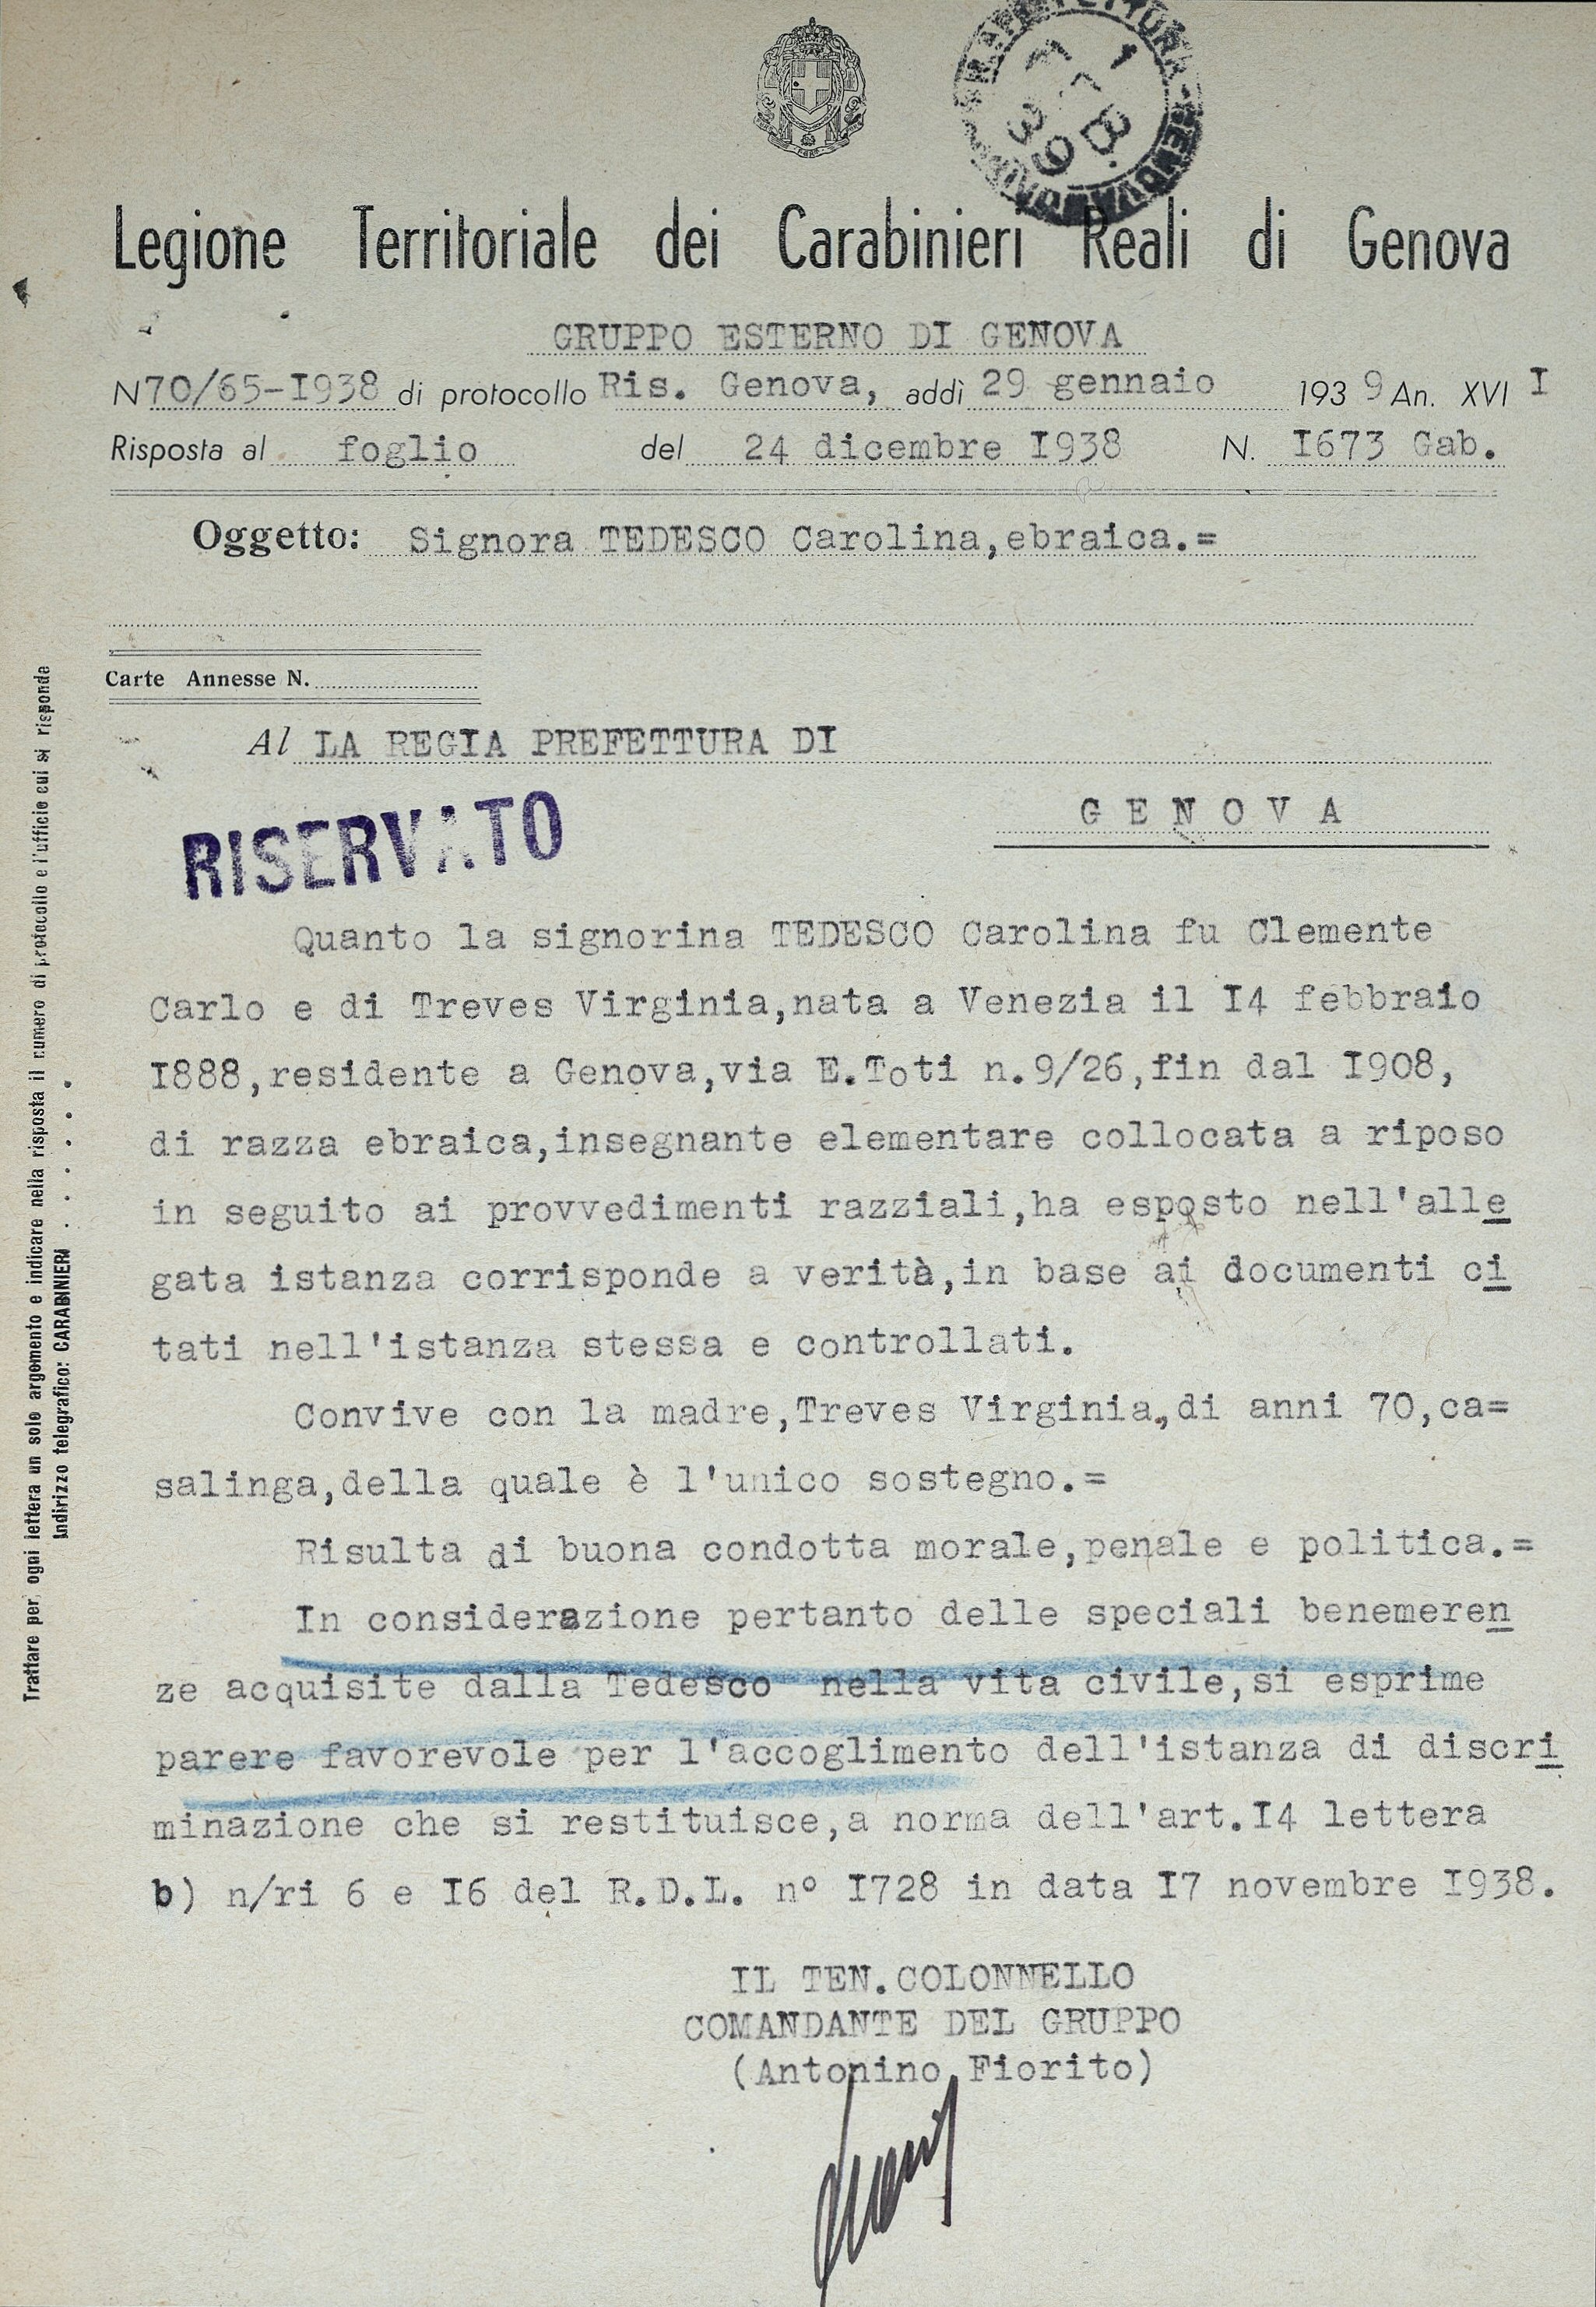 PREFETTURA GENOVA
Legione Territoriale dei Carabinieri Reali di Genova
GRUPPO ESTERNO DI GENOVA
N 70/65-I938 di protocollo Ris. Genova, addì 29 gennaio 1939 An. XVII
Risposta al foglio del 24 dicembre I938 N. I673 Gab.
Oggetto: Signora TEDESCO Carolina,ebraica.=
Carte Annesse N.
Al LA REGIA PREFETTURA DI
GENOVA
RISERVATO
Quanto la signorina TEDESCO Carolina fu Clemente
Carlo e di Treves Virginia,nata a Venezia il I4 febbraio
I888,residente a Genova,via E.Toti n.9/26,fin dal I908,
di razza ebraica,insegnante elementare collocata a riposo
in seguito ai provvedimenti razziali,ha esposto nell'alle
gata istanza corrisponde a verità,in base ai documenti ci
tati nell'istanza stessa e controllati.
Convive con la madre,Treves Virginia,di anni 70,ca=
salinga,della quale è l'unico sostegno.=
Risulta di buona condotta morale,penale e politica.=
In considerazione pertanto delle speciali benemeren
ze acquisite dalla Tedesco nella vita civile,si esprime
parere favorevole per l'accoglimento dell'istanza di discri
minazione che si restituisce,a norma dell'art.I4 lettera
b) n/ri 6 e I6 del R.D.L. n° I728 in data I7 novembre I938.
IL TEN.COLONNELLO
COMANDANTE DEL GRUPPO
(Antonino Fiorito)
Trattare per ogni lettera un solo argomento e indicare nella risposta il numero di protocollo e l'ufficio cui si risponde
Indirizzo telegrafico: CARABINIERI . . . . . .